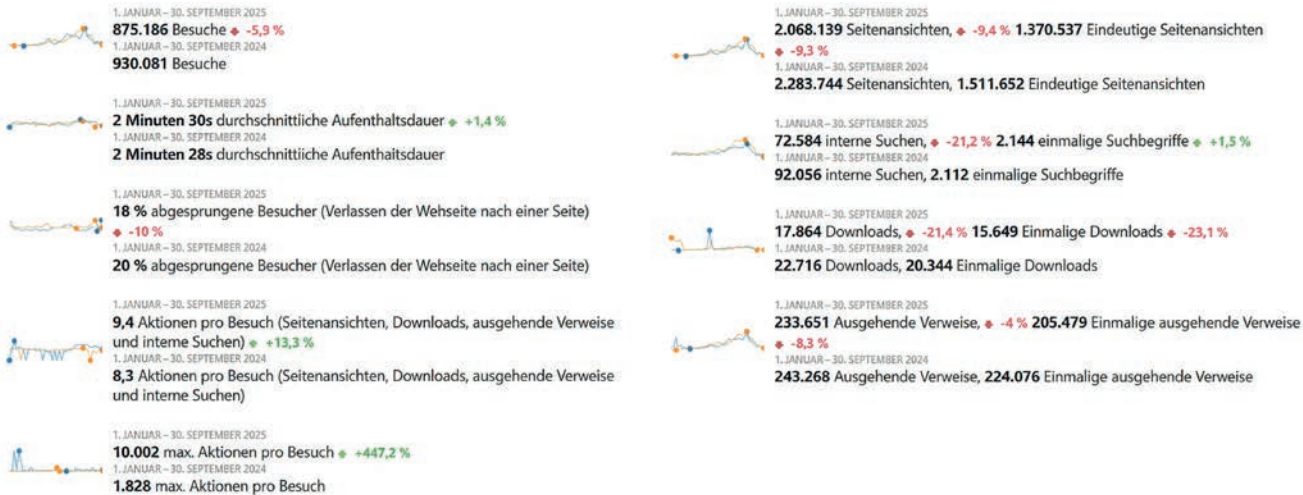 1. JANUAR – 30. SEPTEMBER 2025
875.186 Besuche -5,9 %
1. JANUAR – 30. SEPTEMBER 2024
930.081 Besuche
1. JANUAR – 30. SEPTEMBER 2025
2 Minuten 30s durchschnittliche Aufenthaltsdauer +1,4 %
1. JANUAR – 30. SEPTEMBER 2024
2 Minuten 28s durchschnittliche Aufenthaltsdauer
1. JANUAR – 30. SEPTEMBER 2025
18 % abgesprungene Besucher (Verlassen der Webseite nach einer Seite)
-10 %
1. JANUAR – 30. SEPTEMBER 2024
20 % abgesprungene Besucher (Verlassen der Webseite nach einer Seite)
1. JANUAR – 30. SEPTEMBER 2025
9,4 Aktionen pro Besuch (Seitenansichten, Downloads, ausgehende Verweise
und interne Suchen) +13,3 %
1. JANUAR – 30. SEPTEMBER 2024
8,3 Aktionen pro Besuch (Seitenansichten, Downloads, ausgehende Verweise
und interne Suchen)
1. JANUAR – 30. SEPTEMBER 2025
10.002 max. Aktionen pro Besuch +447,2 %
1. JANUAR – 30. SEPTEMBER 2024
1.828 max. Aktionen pro Besuch
1. JANUAR – 30. SEPTEMBER 2025
2.068.139 Seitenansichten, -9,4 % 1.370.537 Eindeutige Seitenansichten
-9,3 %
1. JANUAR – 30. SEPTEMBER 2024
2.283.744 Seitenansichten, 1.511.652 Eindeutige Seitenansichten
1. JANUAR – 30. SEPTEMBER 2025
72.584 interne Suchen, -21,2 % 2.144 einmalige Suchbegriffe +1,5 %
1. JANUAR – 30. SEPTEMBER 2024
92.056 interne Suchen, 2.112 einmalige Suchbegriffe
1. JANUAR – 30. SEPTEMBER 2025
17.864 Downloads, -21,4 % 15.649 Einmalige Downloads -23,1 %
1. JANUAR – 30. SEPTEMBER 2024
22.716 Downloads, 20.344 Einmalige Downloads
1. JANUAR – 30. SEPTEMBER 2025
233.651 Ausgehende Verweise, -4 % 205.479 Einmalige ausgehende Verweise
-8,3 %
1. JANUAR – 30. SEPTEMBER 2024
243.268 Ausgehende Verweise, 224.076 Einmalige ausgehende Verweise